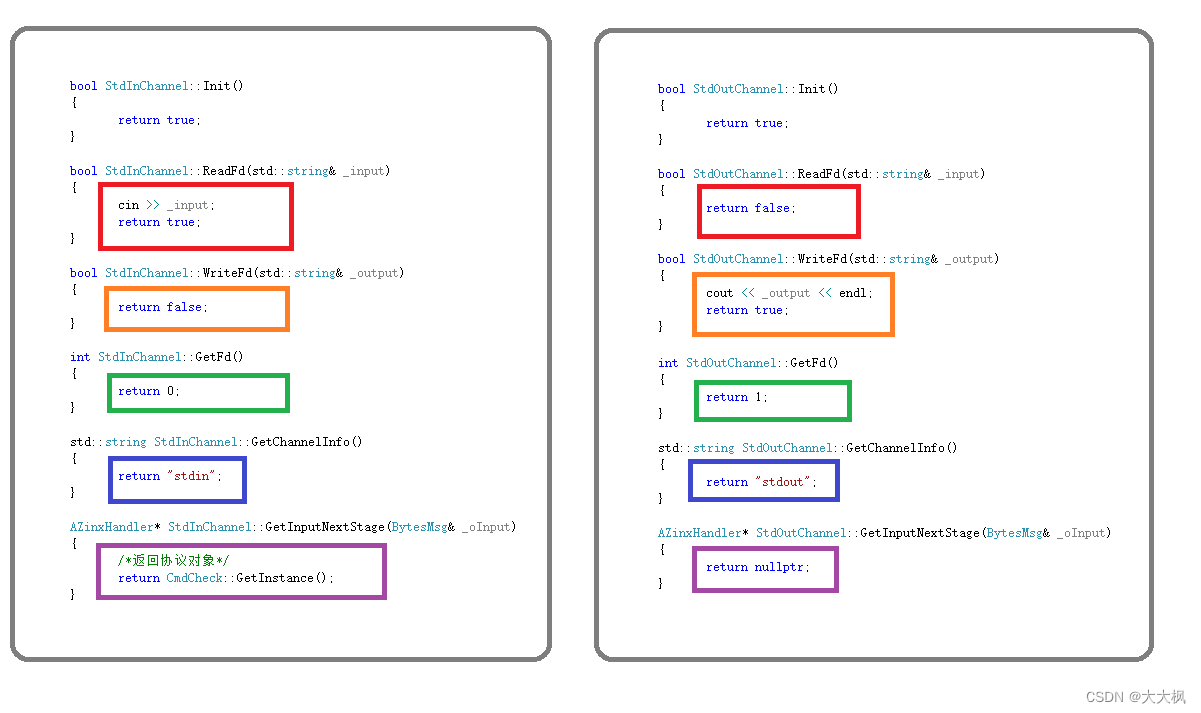 bool StdInChannel::Init()
{
return true;
}
bool StdInChannel::ReadFd(std::string& _input)
{
cin >> _input;
return true;
}
bool StdInChannel::WriteFd(std::string& _output)
{
return false;
}
int StdInChannel::GetFd()
{
return 0;
}
std::string StdInChannel::GetChannelInfo()
{
return "stdin";
}
AZinxHandler* StdInChannel::GetInputNextStage(BytesMsg& _oInput)
{
/*返回协议对象*/
return CmdCheck::GetInstance();
}
bool StdOutChannel::Init()
{
return true;
}
bool StdOutChannel::ReadFd(std::string& _input)
{
return false;
}
bool StdOutChannel::WriteFd(std::string& _output)
{
cout << _output << endl;
return true;
}
int StdOutChannel::GetFd()
{
return 1;
}
std::string StdOutChannel::GetChannelInfo()
{
return "stdout";
}
AZinxHandler* StdOutChannel::GetInputNextStage(BytesMsg& _oInput)
{
return nullptr;
}
CSDN @大大枫